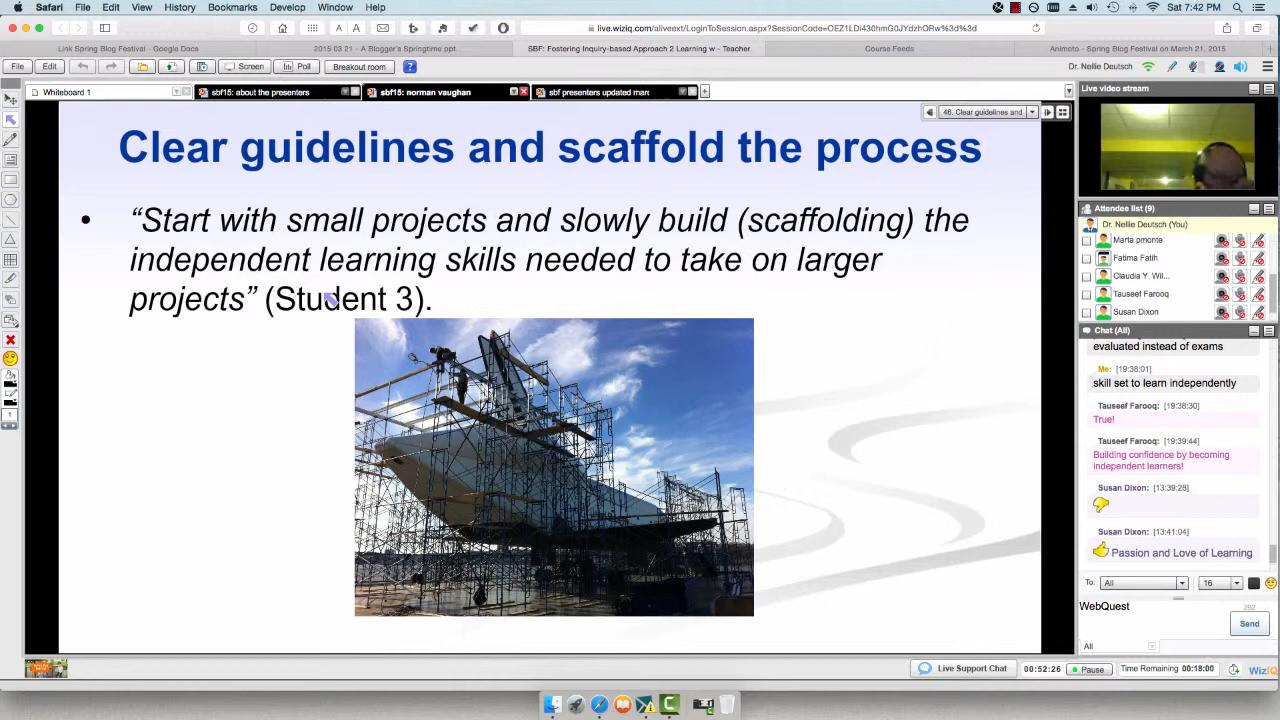 Safari File Edit View History Bookmarks Develop Window Help
Sat 7:42 PM
live.wiziq.com/aliveext/LoginToSession.aspx?SessionCode=OEZ1LDi430hmG0JYdzhORw%3d%3d
Link Spring Blog Festival - Google Docs
2015 03 21 - A Blogger's Springtime.ppt
SBF: Fostering Inquiry-based Approach 2 Learning w - Teacher
Course Feeds
Animoto - Spring Blog Festival on March 21, 2015
File Edit Screen Poll Breakout room ?
Dr. Nellie Deutsch
Whiteboard 1
sbf15: about the presenters
sbf15: norman vaughan
sbf presenters updated marc
46. Clear guidelines and
Clear guidelines and scaffold the process
• “Start with small projects and slowly build (scaffolding) the
independent learning skills needed to take on larger
projects” (Student 3).
Live video stream
Attendee list (9)
Dr. Nellie Deutsch (You)
Marta pmonte
Fatima Fatih
Claudia Y Wil...
Tauseef Farooq
Susan Dixon
Chat (All)
evaluated instead of exams
Me: [19:38:01]
skill set to learn independently
Tauseef Farooq: [19:38:30]
True!
Tauseef Farooq: [19:39:44]
Building confidence by becoming
independent learners!
Susan Dixon: [13:39:28]
Susan Dixon: [13:41:04]
Passion and Love of Learning
To: All 16
WebQuest
292
Send
All
Live Support Chat
00:52:26
Pause
Time Remaining 00:18:00
WizIQ
1